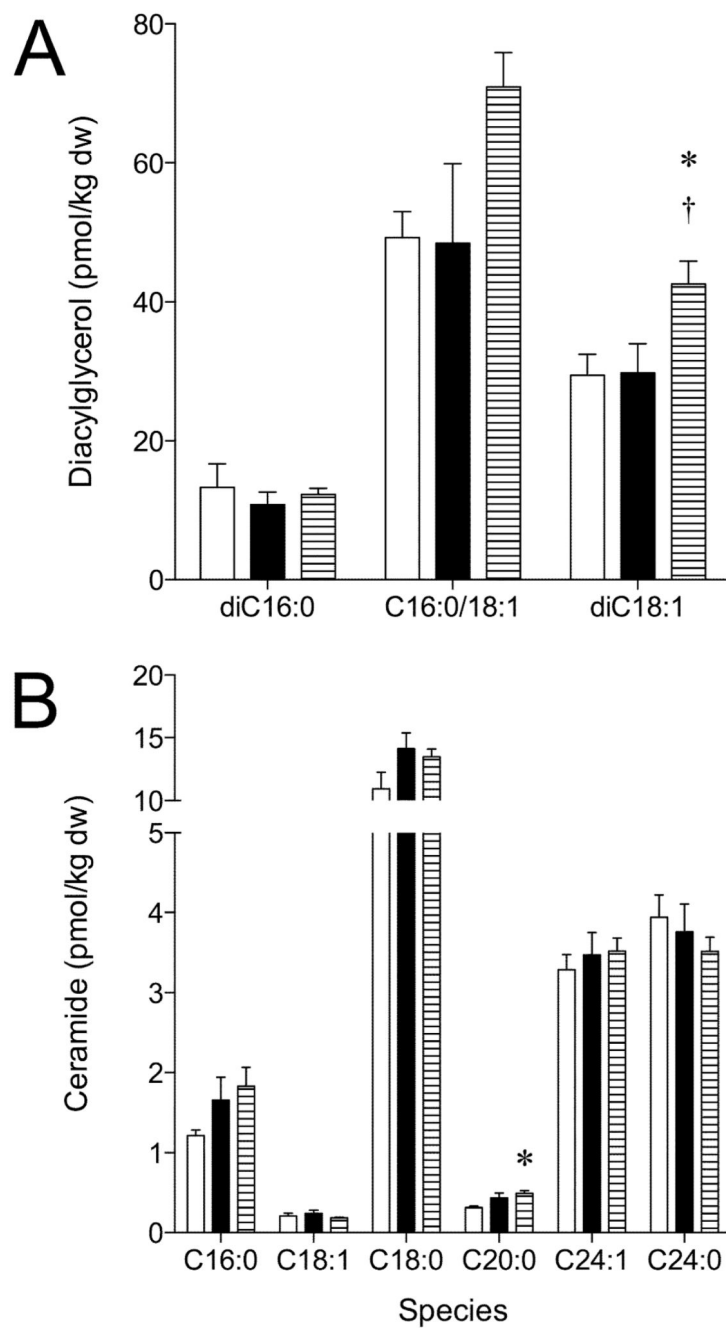 A
Diacylglycerol (pmol/kg dw)
80
60
40
20
0
*
†
diC16:0 C16:0/18:1 diC18:1
B
Ceramide (pmol/kg dw)
20
15
10
5
4
3
2
1
0
*
C16:0 C18:1 C18:0 C20:0 C24:1 C24:0
Species